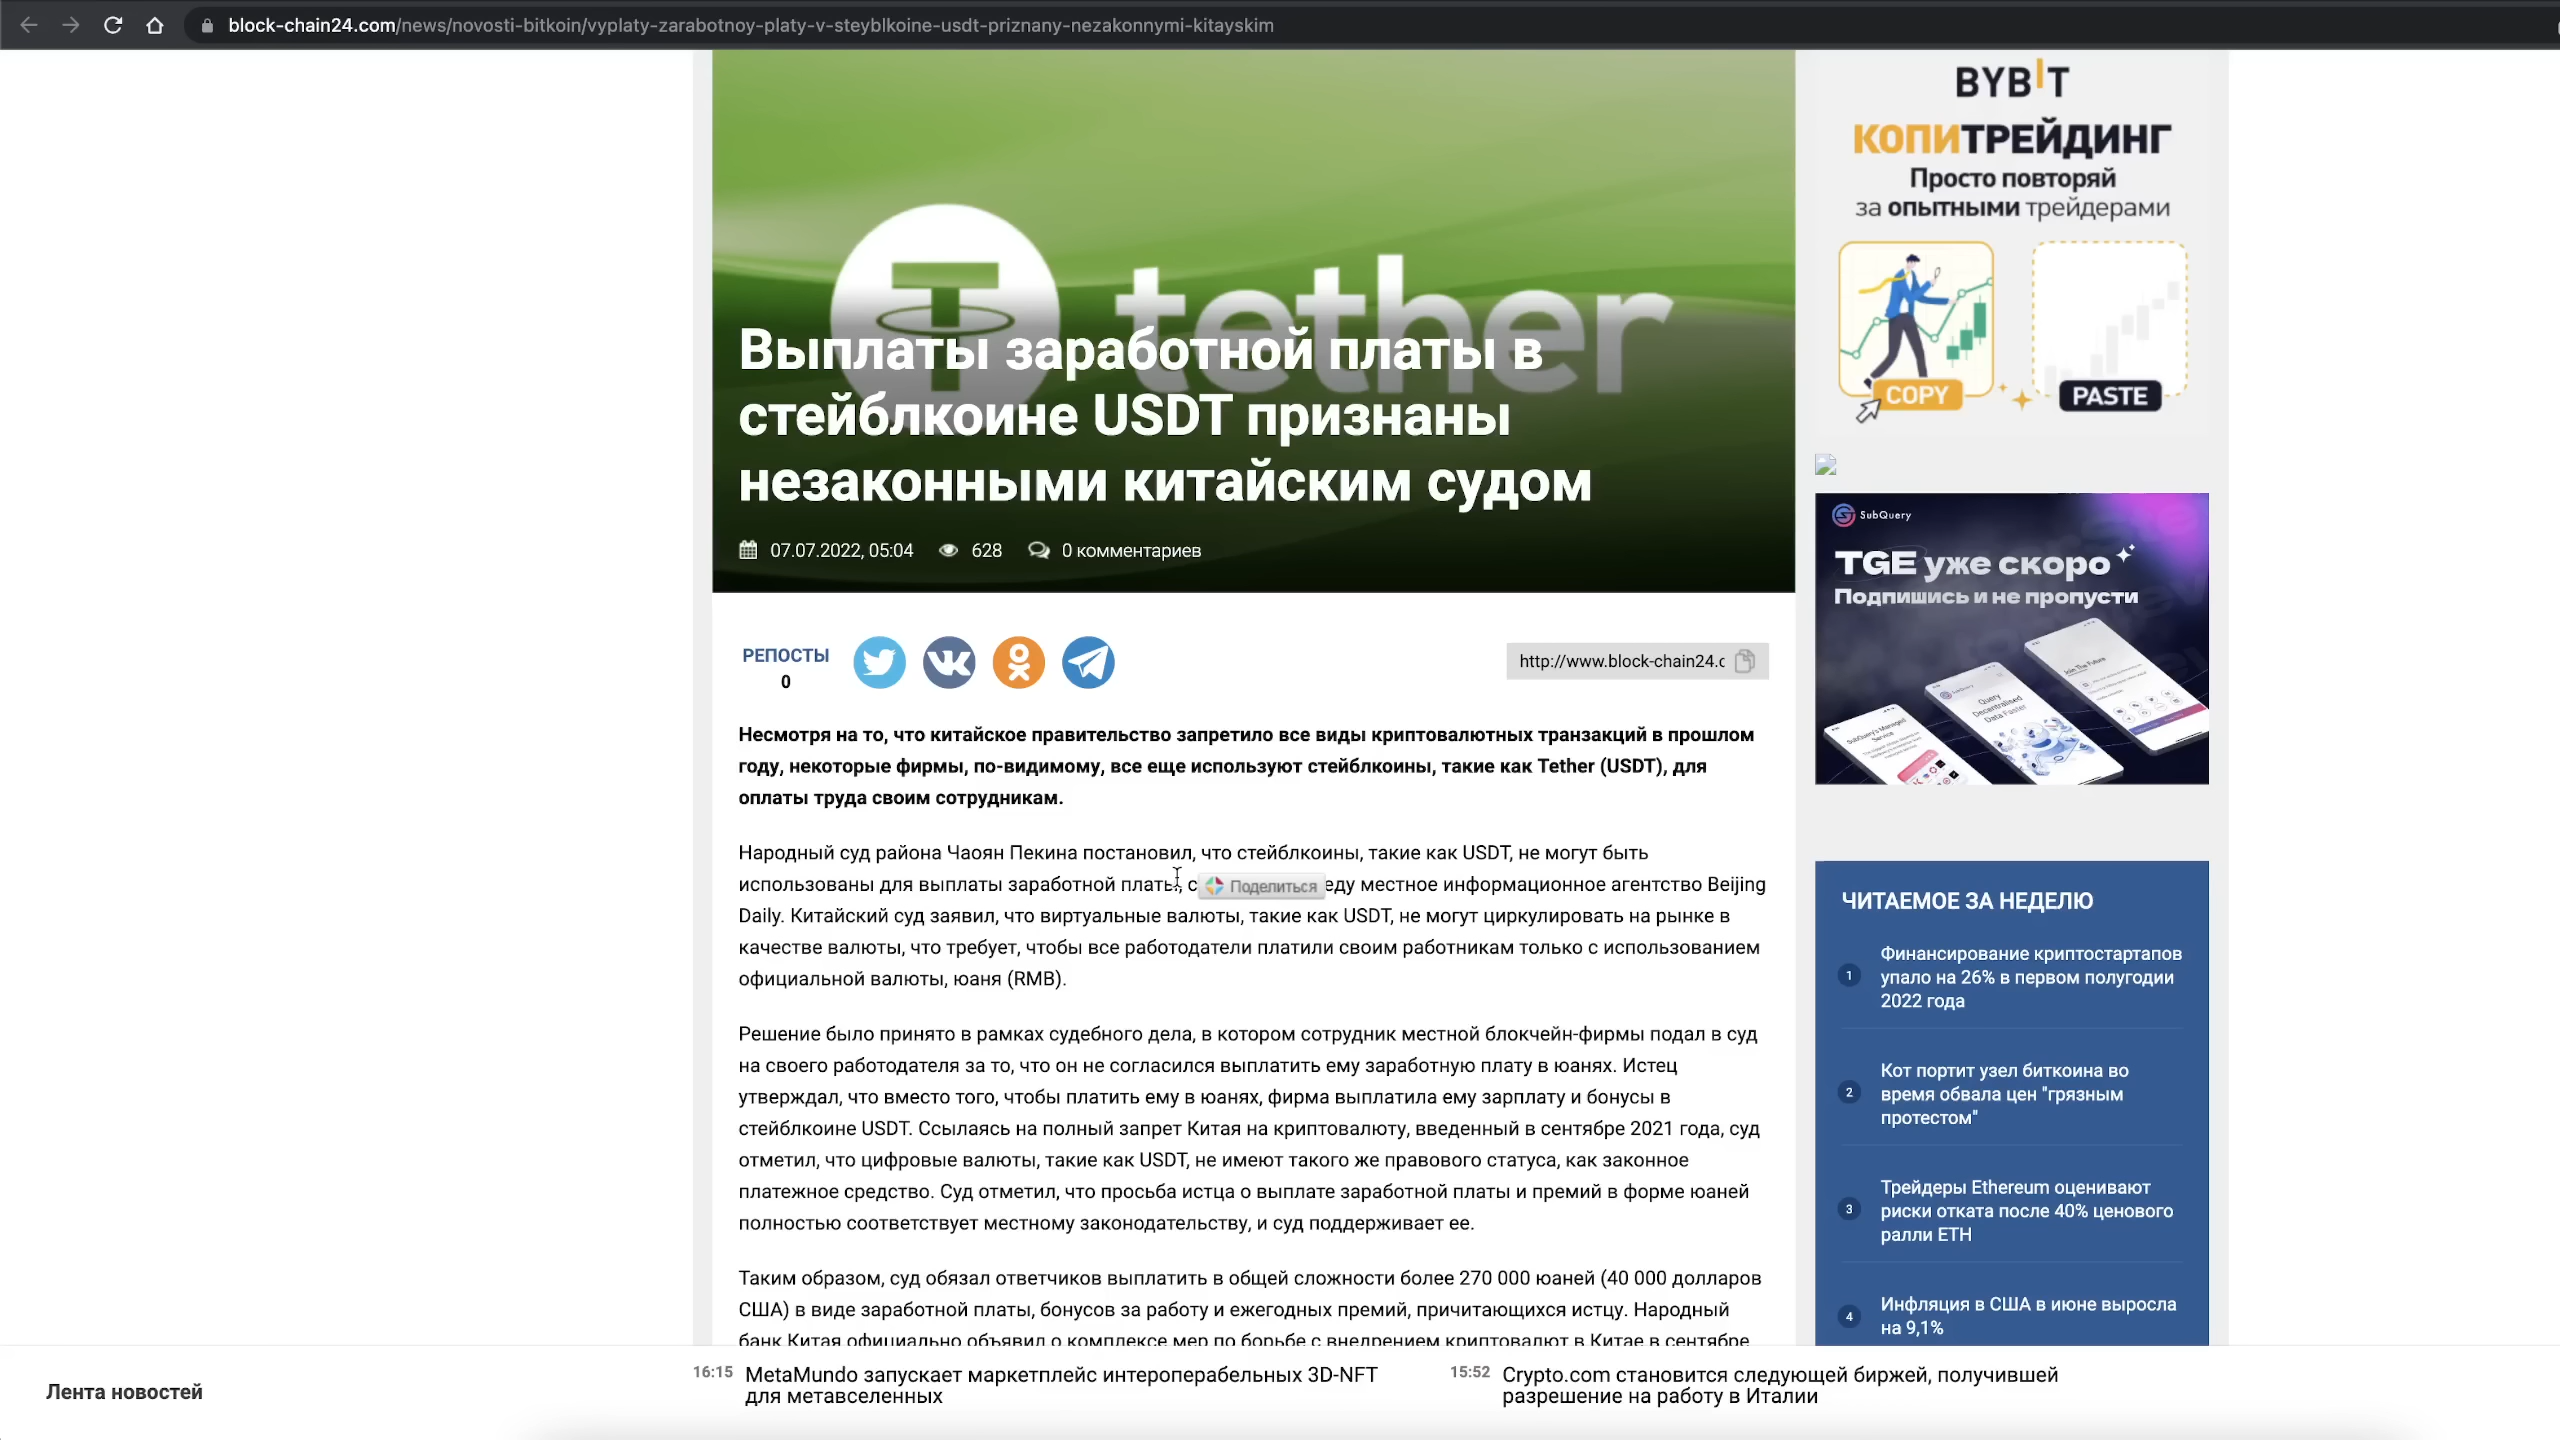 block-chain24.com/news/novosti-bitkoin/vyplaty-zarabotnoy-platy-v-steyblkoine-usdt-priznany-nezakonnymi-kitayskim
tether
Выплаты заработной платы в
стейблкоине USDT признаны
незаконными китайским судом
07.07.2022, 05:04 628 0 комментариев
РЕПОСТЫ
0
http://www.block-chain24.c
Несмотря на то, что китайское правительство запретило все виды криптовалютных транзакций в прошлом
году, некоторые фирмы, по-видимому, все еще используют стейблкоины, такие как Tether (USDT), для
оплаты труда своим сотрудникам.
Народный суд района Чаоян Пекина постановил, что стейблкоины, такие как USDT, не могут быть
использованы для выплаты заработной платы, с Поделиться еду местное информационное агентство Beijing
Daily. Китайский суд заявил, что виртуальные валюты, такие как USDT, не могут циркулировать на рынке в
качестве валюты, что требует, чтобы все работодатели платили своим работникам только с использованием
официальной валюты, юаня (RMB).
Решение было принято в рамках судебного дела, в котором сотрудник местной блокчейн-фирмы подал в суд
на своего работодателя за то, что он не согласился выплатить ему заработную плату в юанях. Истец
утверждал, что вместо того, чтобы платить ему в юанях, фирма выплатила ему зарплату и бонусы в
стейблкоине USDT. Ссылаясь на полный запрет Китая на криптовалюту, введенный в сентябре 2021 года, суд
отметил, что цифровые валюты, такие как USDT, не имеют такого же правового статуса, как законное
платежное средство. Суд отметил, что просьба истца о выплате заработной платы и премий в форме юаней
полностью соответствует местному законодательству, и суд поддерживает ее.
Таким образом, суд обязал ответчиков выплатить в общей сложности более 270 000 юаней (40 000 долларов
США) в виде заработной платы, бонусов за работу и ежегодных премий, причитающихся истцу. Народный
банк Китая официально объявил о комплексе мер по борьбе с внедрением криптовалют в Китае в сентябре
BYBIT
КОПИТРЕЙДИНГ
Просто повторяй
за опытными трейдерами
COPY
PASTE
SubQuery
TGE уже скоро
Подпишись и не пропусти
SubQuery's Managed
Service
Query
Decentralised
Data Faster
Join The Future
ЧИТАЕМОЕ ЗА НЕДЕЛЮ
1 Финансирование криптостартапов
упало на 26% в первом полугодии
2022 года
2 Кот портит узел биткоина во
время обвала цен "грязным
протестом"
3 Трейдеры Ethereum оценивают
риски отката после 40% ценового
ралли ETH
4 Инфляция в США в июне выросла
на 9,1%
Лента новостей
16:15 MetaMundo запускает маркетплейс интероперабельных 3D-NFT
для метавселенных
15:52 Crypto.com становится следующей биржей, получившей
разрешение на работу в Италии